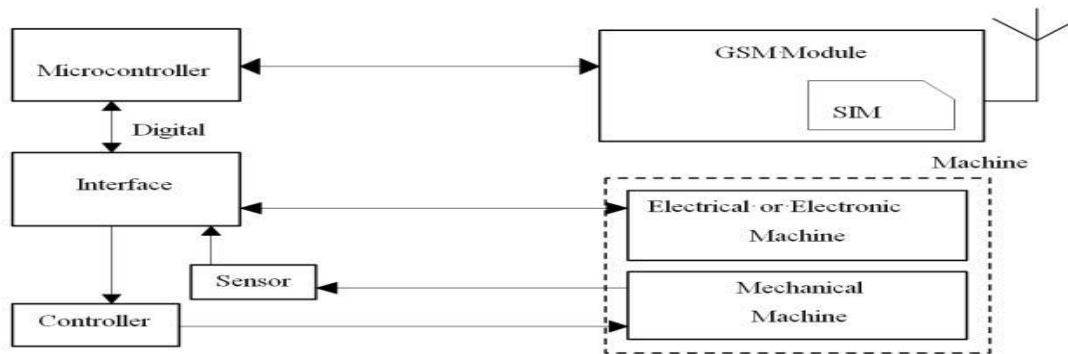 Microcontroller
GSM·Module
SIM
Digital
Interface
Machine
Electrical·or·Electronic
Machine
Sensor
Mechanical
Machine
Controller